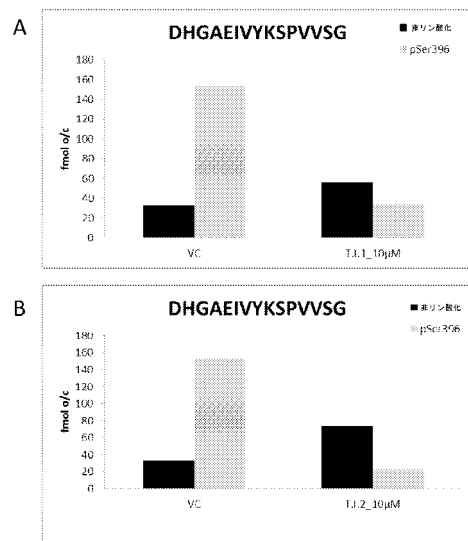 A
DHGAEIVYKSPVVSG
非リン酸化
pSer396
fmol o/c
180
160
140
120
100
80
60
40
20
0
VC
T.I.1_10μM
B
DHGAEIVYKSPVVSG
非リン酸化
pSer396
fmol o/c
180
160
140
120
100
80
60
40
20
0
VC
T.I.2_10μM